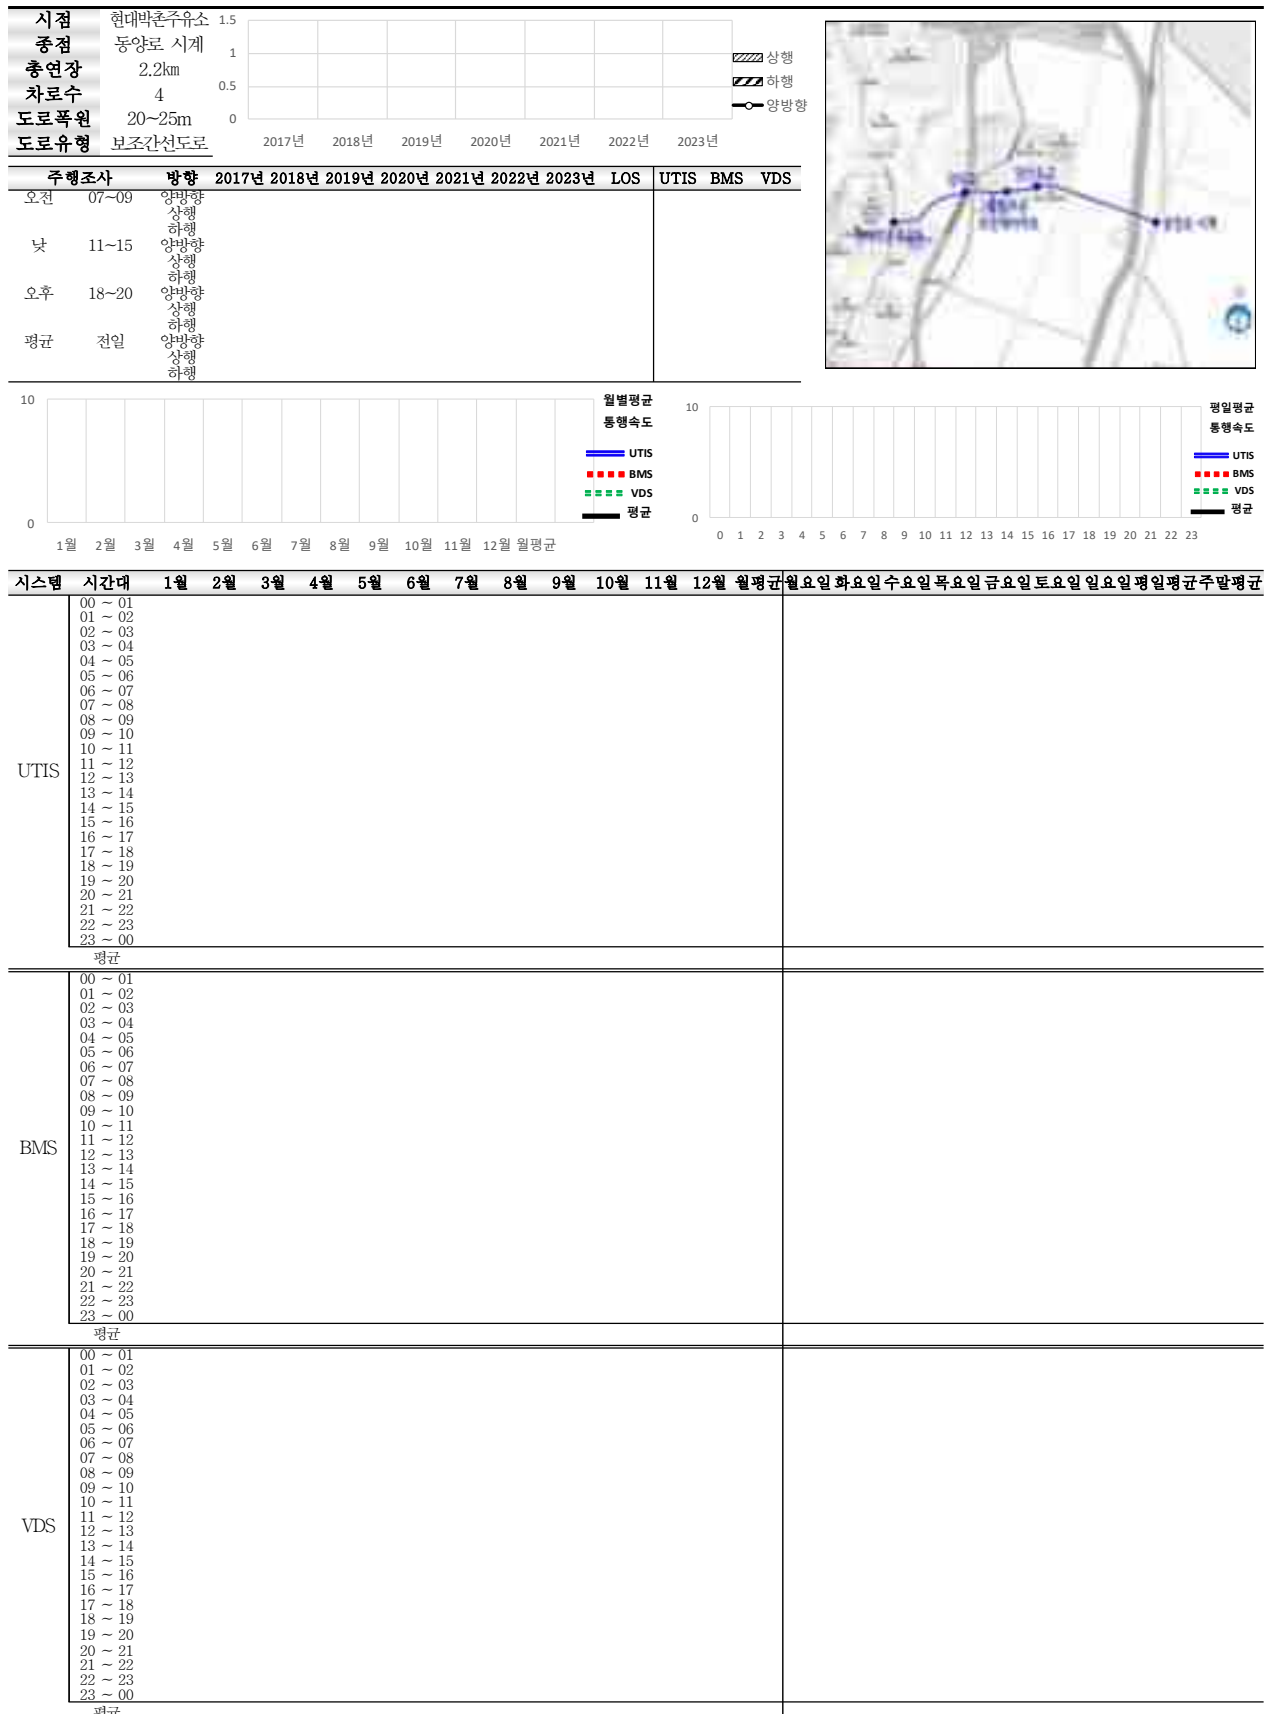 시점 현대박촌주유소
종점 동양로 시계
총연장 2.2㎞
차로수 4
도로폭원 20~25m
도로유형 보조간선도로
1.5
1
0.5
0
2017년 2018년 2019년 2020년 2021년 2022년 2023년
상행
하행
양방향
주행조사 방향 2017년 2018년 2019년 2020년 2021년 2022년 2023년 LOS UTIS BMS VDS
오전 07~09 양방향
상행
하행
낮 11~15 양방향
상행
하행
오후 18~20 양방향
상행
하행
평균 전일 양방향
상행
하행
10
0
1월 2월 3월 4월 5월 6월 7월 8월 9월 10월 11월 12월 월평균
월별평균
통행속도
UTIS
BMS
VDS
평균
10
0
0 1 2 3 4 5 6 7 8 9 10 11 12 13 14 15 16 17 18 19 20 21 22 23
평일평균
통행속도
UTIS
BMS
VDS
평균
시스템 시간대 1월 2월 3월 4월 5월 6월 7월 8월 9월 10월 11월 12월 월평균 월요일 화요일 수요일 목요일 금요일 토요일 일요일 평일평균 주말평균
UTIS
00 ~ 01
01 ~ 02
02 ~ 03
03 ~ 04
04 ~ 05
05 ~ 06
06 ~ 07
07 ~ 08
08 ~ 09
09 ~ 10
10 ~ 11
11 ~ 12
12 ~ 13
13 ~ 14
14 ~ 15
15 ~ 16
16 ~ 17
17 ~ 18
18 ~ 19
19 ~ 20
20 ~ 21
21 ~ 22
22 ~ 23
23 ~ 00
평균
BMS
00 ~ 01
01 ~ 02
02 ~ 03
03 ~ 04
04 ~ 05
05 ~ 06
06 ~ 07
07 ~ 08
08 ~ 09
09 ~ 10
10 ~ 11
11 ~ 12
12 ~ 13
13 ~ 14
14 ~ 15
15 ~ 16
16 ~ 17
17 ~ 18
18 ~ 19
19 ~ 20
20 ~ 21
21 ~ 22
22 ~ 23
23 ~ 00
평균
VDS
00 ~ 01
01 ~ 02
02 ~ 03
03 ~ 04
04 ~ 05
05 ~ 06
06 ~ 07
07 ~ 08
08 ~ 09
09 ~ 10
10 ~ 11
11 ~ 12
12 ~ 13
13 ~ 14
14 ~ 15
15 ~ 16
16 ~ 17
17 ~ 18
18 ~ 19
19 ~ 20
20 ~ 21
21 ~ 22
22 ~ 23
23 ~ 00
평균